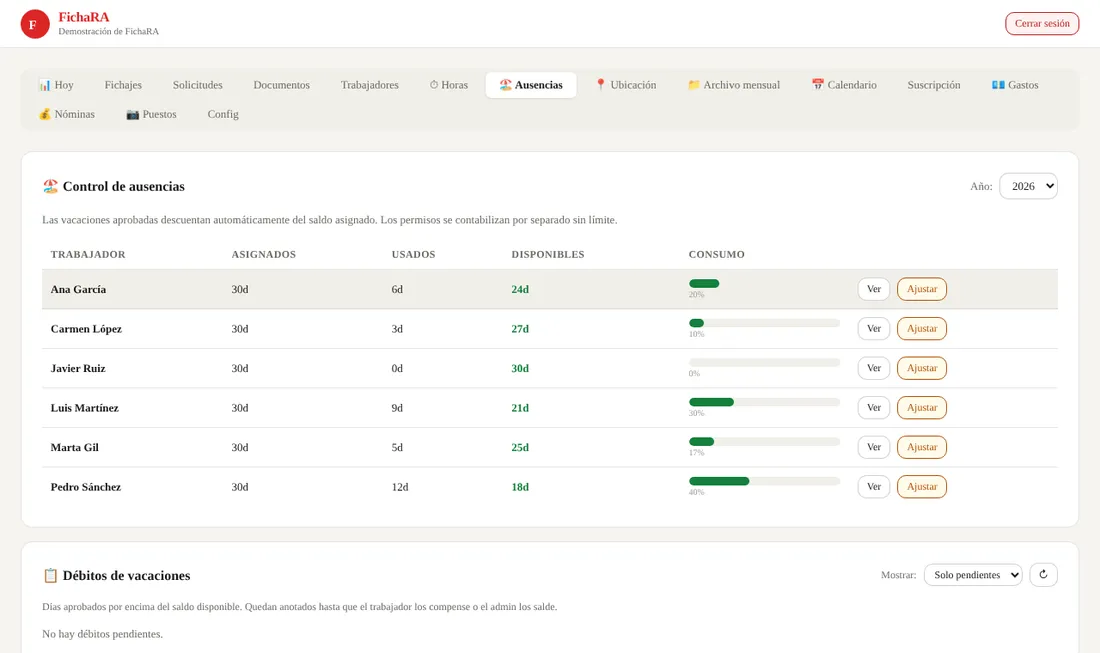 F
FichaRA
Demostración de FichaRA
Cerrar sesión
📊 Hoy
Fichajes
Solicitudes
Documentos
Trabajadores
⏱ Horas
🏖️ Ausencias
📍 Ubicación
📁 Archivo mensual
📅 Calendario
Suscripción
💶 Gastos
💰 Nóminas
📷 Puestos
Config
🏖️ Control de ausencias
Año: 2026
Las vacaciones aprobadas descuentan automáticamente del saldo asignado. Los permisos se contabilizan por separado sin límite.
TRABAJADOR ASIGNADOS USADOS DISPONIBLES CONSUMO
Ana García 30d 6d 24d 20% Ver Ajustar
Carmen López 30d 3d 27d 10% Ver Ajustar
Javier Ruiz 30d 0d 30d 0% Ver Ajustar
Luis Martínez 30d 9d 21d 30% Ver Ajustar
Marta Gil 30d 5d 25d 17% Ver Ajustar
Pedro Sánchez 30d 12d 18d 40% Ver Ajustar
📋 Débitos de vacaciones
Mostrar: Solo pendientes ↻
Días aprobados por encima del saldo disponible. Quedan anotados hasta que el trabajador los compense o el admin los salde.
No hay débitos pendientes.